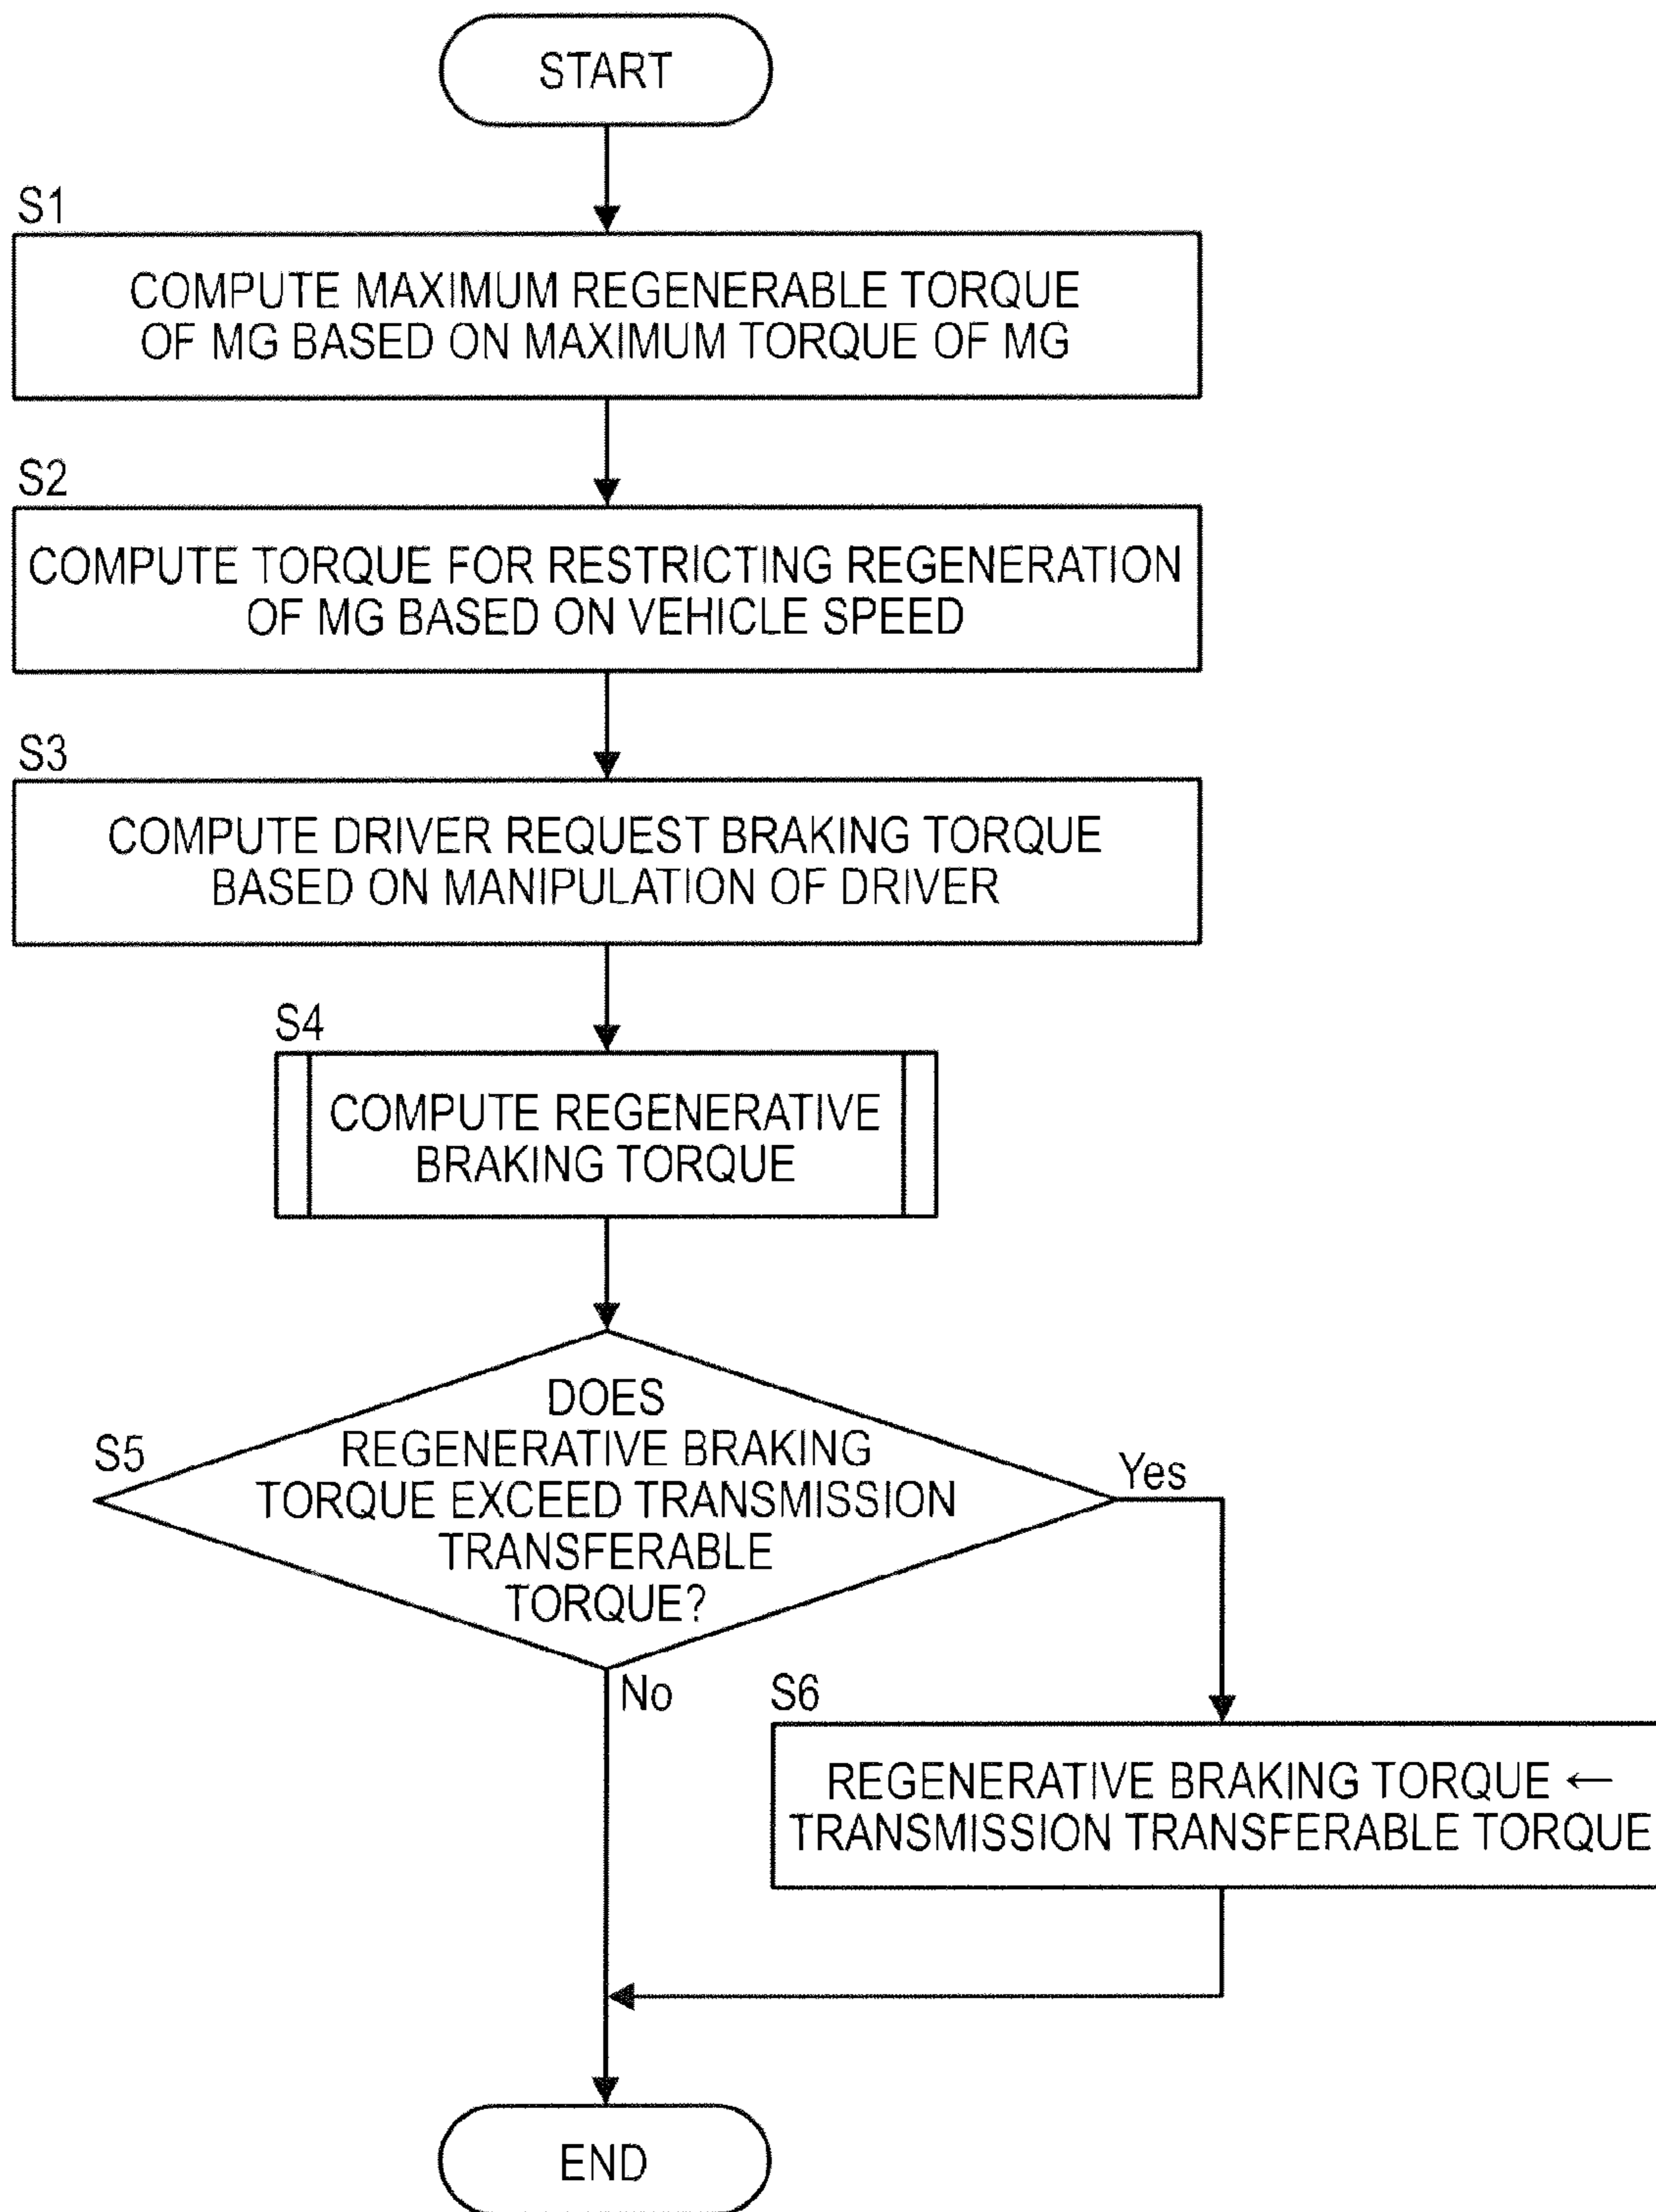 START
S1
COMPUTE MAXIMUM REGENERABLE TORQUE
OF MG BASED ON MAXIMUM TORQUE OF MG
S2
COMPUTE TORQUE FOR RESTRICTING REGENERATION
OF MG BASED ON VEHICLE SPEED
S3
COMPUTE DRIVER REQUEST BRAKING TORQUE
BASED ON MANIPULATION OF DRIVER
S4
COMPUTE REGENERATIVE
BRAKING TORQUE
S5
DOES
REGENERATIVE BRAKING
TORQUE EXCEED TRANSMISSION
TRANSFERABLE
TORQUE?
Yes
No
S6
REGENERATIVE BRAKING TORQUE ←
TRANSMISSION TRANSFERABLE TORQUE
END